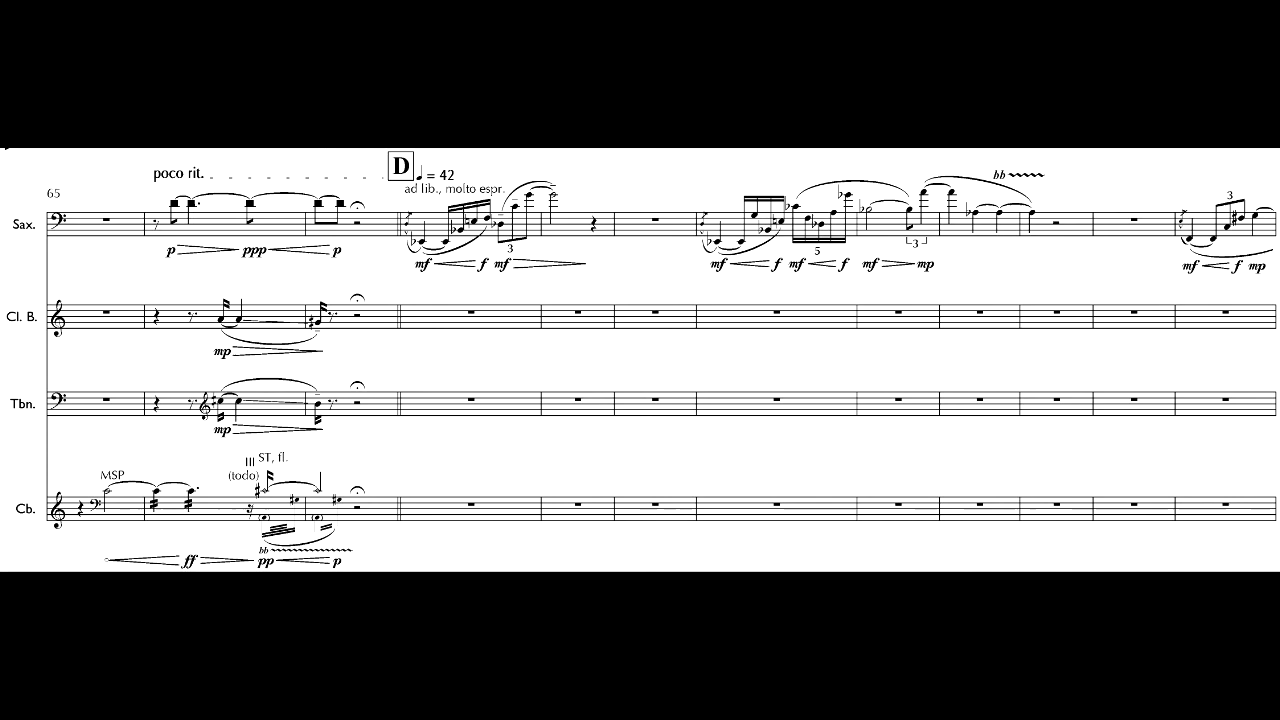 poco rit.
D ♩ = 42
65
ad lib., molto espr.
bb
3
Sax.
3
5
3
p ppp p mf f mf mf f mf f mf mp mf f mp
Cl. B.
mp
Tbn.
mp
III ST, fl.
MSP (todo)
Cb.
bb
ff pp p